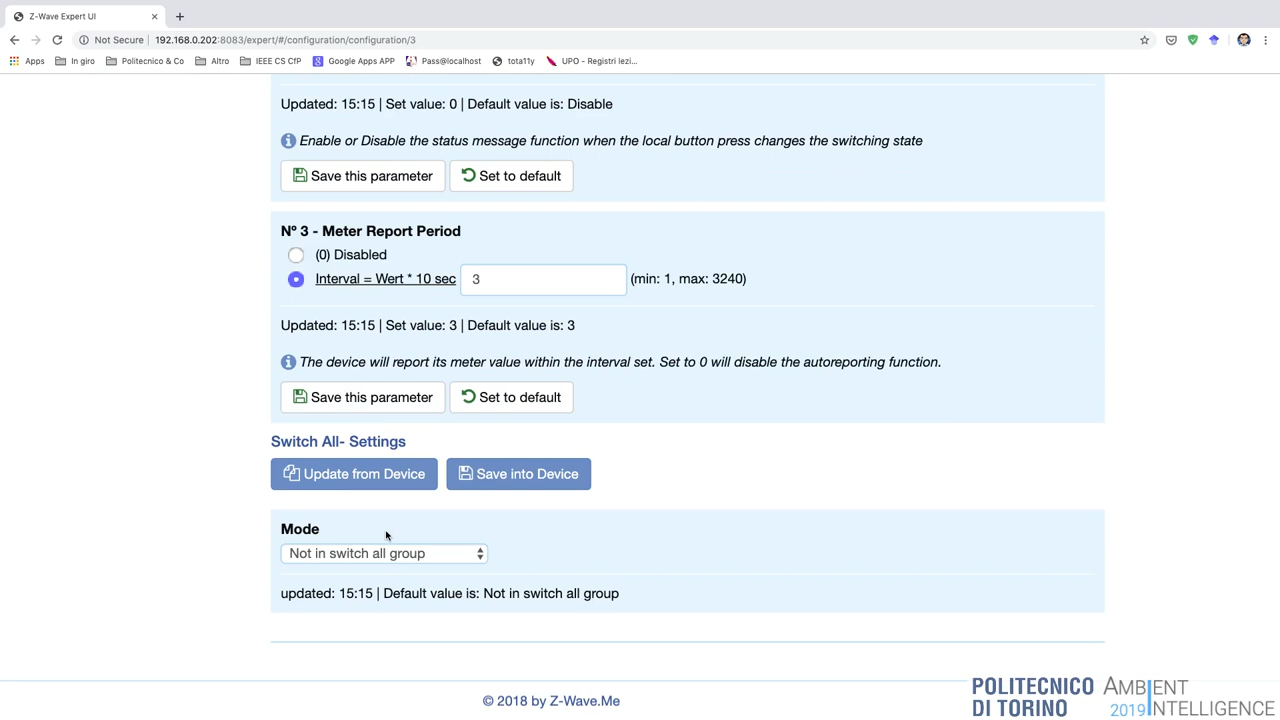 Z-Wave Expert UI
Not Secure | 192.168.0.202:8083/expert/#/configuration/configuration/3
Apps In giro Politecnico & Co Altro IEEE CS CfP Google Apps APP Pass@localhost tota11y UPO - Registri lezi...
Updated: 15:15 | Set value: 0 | Default value is: Disable
Enable or Disable the status message function when the local button press changes the switching state
Save this parameter Set to default
Nº 3 - Meter Report Period
(0) Disabled
Interval = Wert * 10 sec 3 (min: 1, max: 3240)
Updated: 15:15 | Set value: 3 | Default value is: 3
The device will report its meter value within the interval set. Set to 0 will disable the autoreporting function.
Save this parameter Set to default
Switch All- Settings
Update from Device Save into Device
Mode
Not in switch all group
updated: 15:15 | Default value is: Not in switch all group
© 2018 by Z-Wave.Me
POLITECNICO
DI TORINO
AMBIENT
2019 INTELLIGENCE